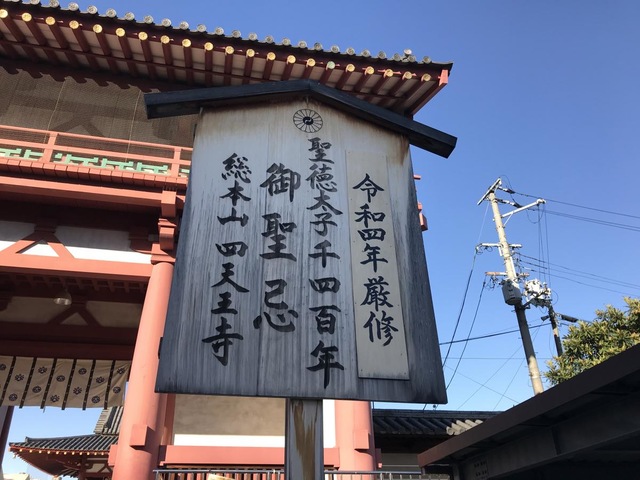 令和四年厳修
聖徳太子千四百年
御聖忌
総本山四天王寺